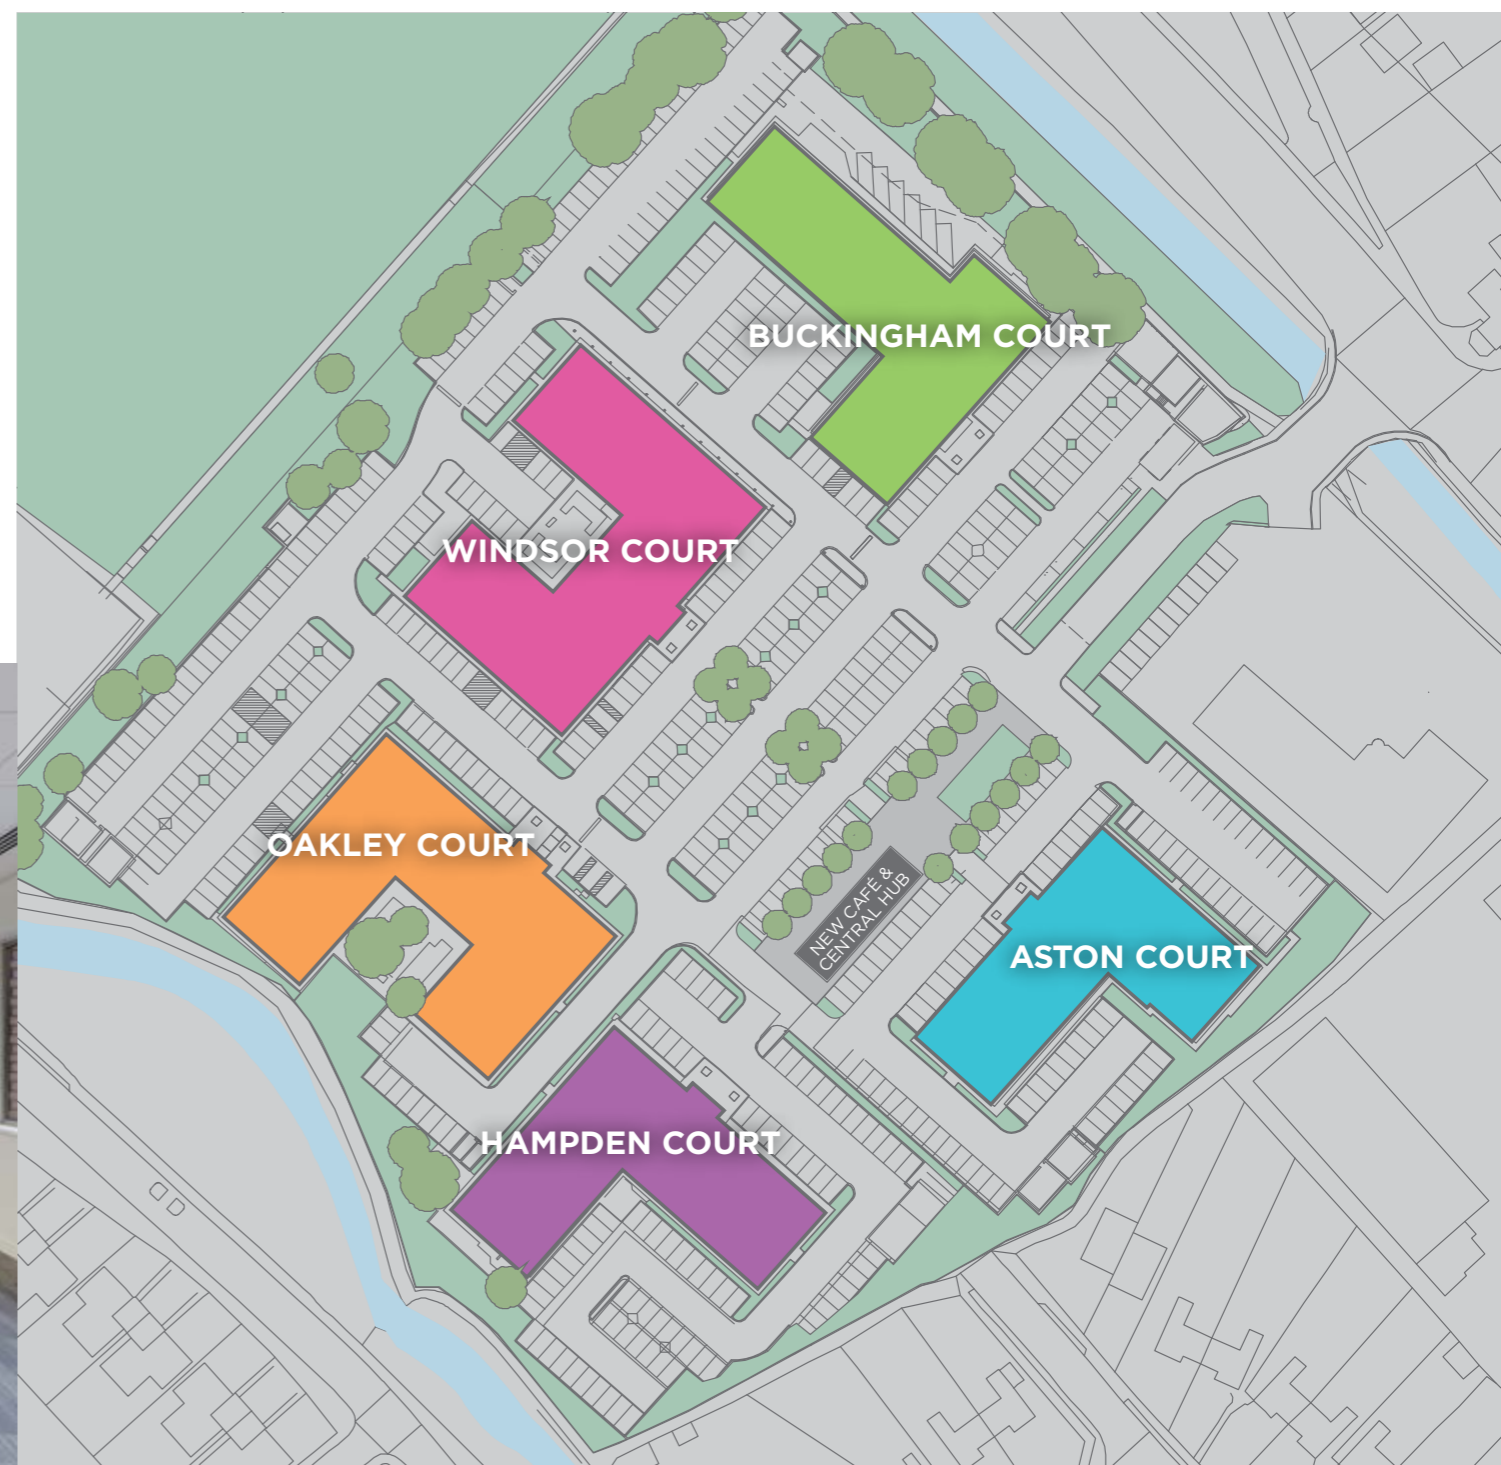 BUCKINGHAM COURT
WINDSOR COURT
OAKLEY COURT
NEW CAFÉ &
CENTRAL HUB
ASTON COURT
HAMPDEN COURT